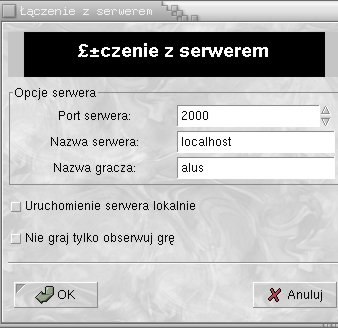 Łączenie z serwerem
£±czenie z serwerem
Opcje serwera
Port serwera: 2000
Nazwa serwera: localhost
Nazwa gracza: alus
Uruchomienie serwera lokalnie
Nie graj tylko obserwuj grę
OK Anuluj